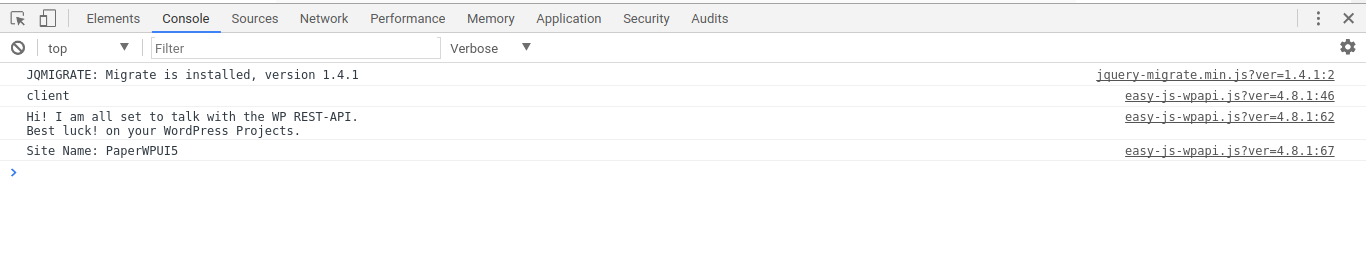 Elements Console Sources Network Performance Memory Application Security Audits
top Filter Verbose
JQMIGRATE: Migrate is installed, version 1.4.1 jquery-migrate.min.js?ver=1.4.1:2
client easy-js-wpapi.js?ver=4.8.1:46
Hi! I am all set to talk with the WP REST-API. easy-js-wpapi.js?ver=4.8.1:62
Best luck! on your WordPress Projects.
Site Name: PaperWPUI5 easy-js-wpapi.js?ver=4.8.1:67